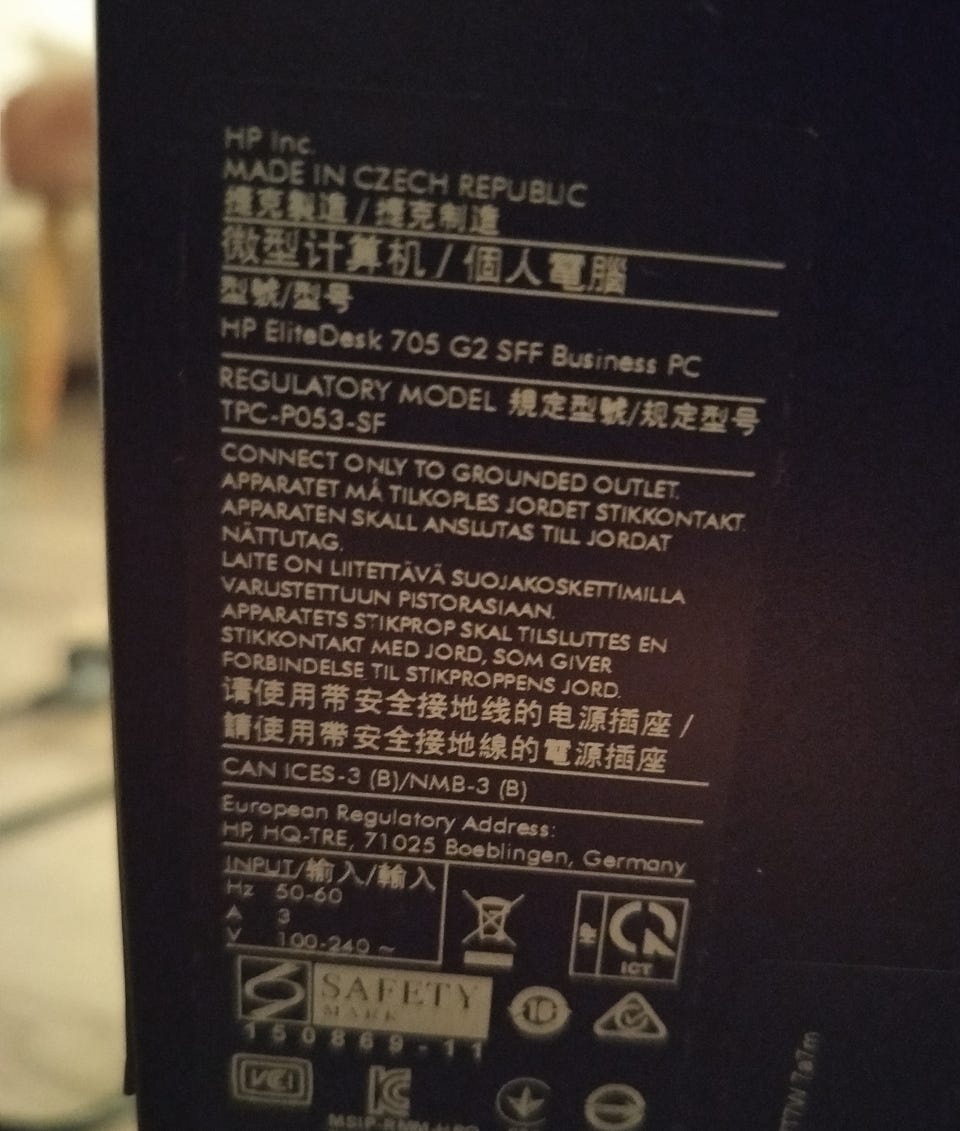 HP Inc.
MADE IN CZECH REPUBLIC
捷克製造 / 捷克制造
微型计算机 / 個人電腦
型號/型号
HP EliteDesk 705 G2 SFF Business PC
REGULATORY MODEL 規定型號/规定型号
TPC-P053-SF
CONNECT ONLY TO GROUNDED OUTLET.
APPARATET MÅ TILKOPLES JORDET STIKKONTAKT.
APPARATEN SKALL ANSLUTAS TILL JORDAT
NÄTTUTAG.
LAITE ON LIITETTÄVÄ SUOJAKOSKETTIMILLA
VARUSTETTUUN PISTORASIAAN.
APPARATETS STIKPROP SKAL TILSLUTTES EN
STIKKONTAKT MED JORD, SOM GIVER
FORBINDELSE TIL STIKPROPPENS JORD.
请使用带安全接地线的电源插座 /
請使用帶安全接地線的電源插座
CAN ICES-3 (B)/NMB-3 (B)
European Regulatory Address:
HP, HQ-TRE, 71025 Boeblingen, Germany
INPUT/输入/輸入
Hz 50-60
A 3
V 100-240 ~
ICT
SAFETY
MARK
150869-11
VCI